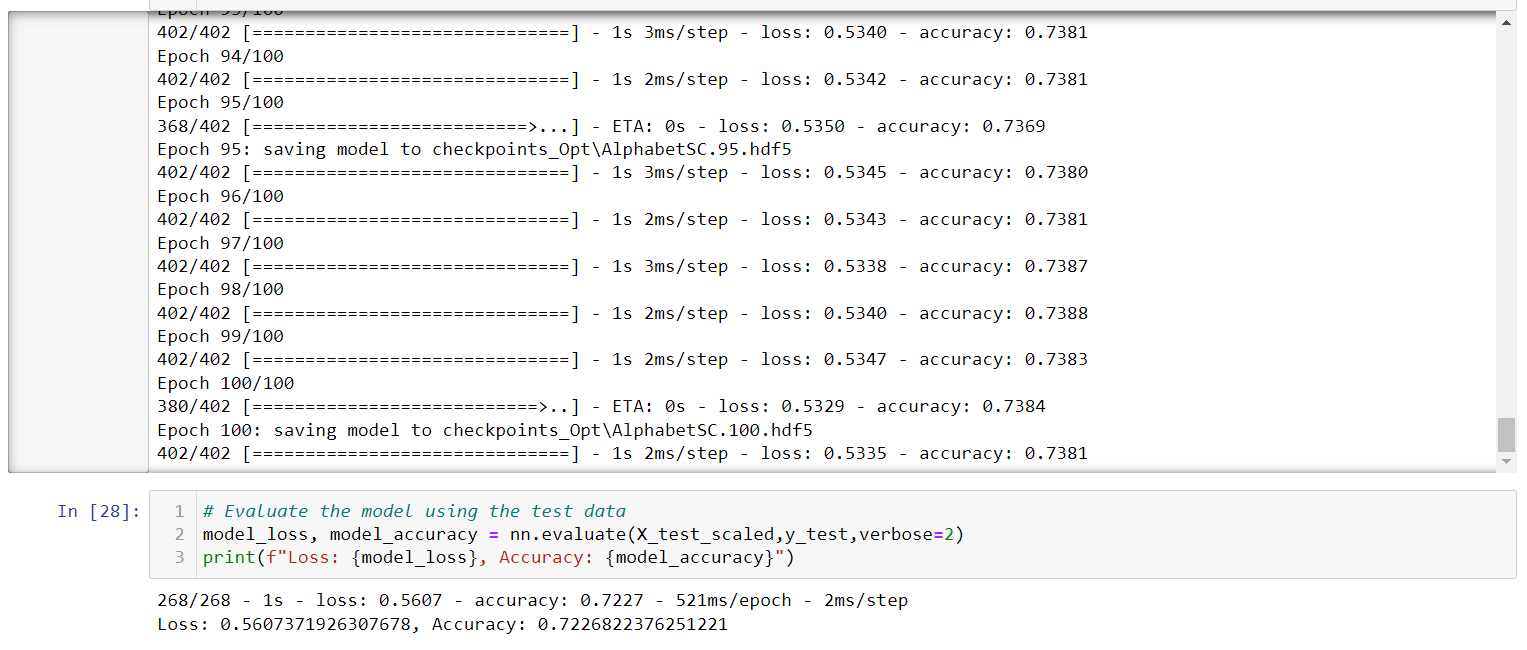 Epoch 93/100
402/402 [==============================] - 1s 3ms/step - loss: 0.5340 - accuracy: 0.7381
Epoch 94/100
402/402 [==============================] - 1s 2ms/step - loss: 0.5342 - accuracy: 0.7381
Epoch 95/100
368/402 [==========================>...] - ETA: 0s - loss: 0.5350 - accuracy: 0.7369
Epoch 95: saving model to checkpoints_Opt\AlphabetSC.95.hdf5
402/402 [==============================] - 1s 3ms/step - loss: 0.5345 - accuracy: 0.7380
Epoch 96/100
402/402 [==============================] - 1s 2ms/step - loss: 0.5343 - accuracy: 0.7381
Epoch 97/100
402/402 [==============================] - 1s 3ms/step - loss: 0.5338 - accuracy: 0.7387
Epoch 98/100
402/402 [==============================] - 1s 2ms/step - loss: 0.5340 - accuracy: 0.7388
Epoch 99/100
402/402 [==============================] - 1s 2ms/step - loss: 0.5347 - accuracy: 0.7383
Epoch 100/100
380/402 [===========================>..] - ETA: 0s - loss: 0.5329 - accuracy: 0.7384
Epoch 100: saving model to checkpoints_Opt\AlphabetSC.100.hdf5
402/402 [==============================] - 1s 2ms/step - loss: 0.5335 - accuracy: 0.7381
In [28]: 1 # Evaluate the model using the test data
2 model_loss, model_accuracy = nn.evaluate(X_test_scaled,y_test,verbose=2)
3 print(f"Loss: {model_loss}, Accuracy: {model_accuracy}")
268/268 - 1s - loss: 0.5607 - accuracy: 0.7227 - 521ms/epoch - 2ms/step
Loss: 0.5607371926307678, Accuracy: 0.7226822376251221